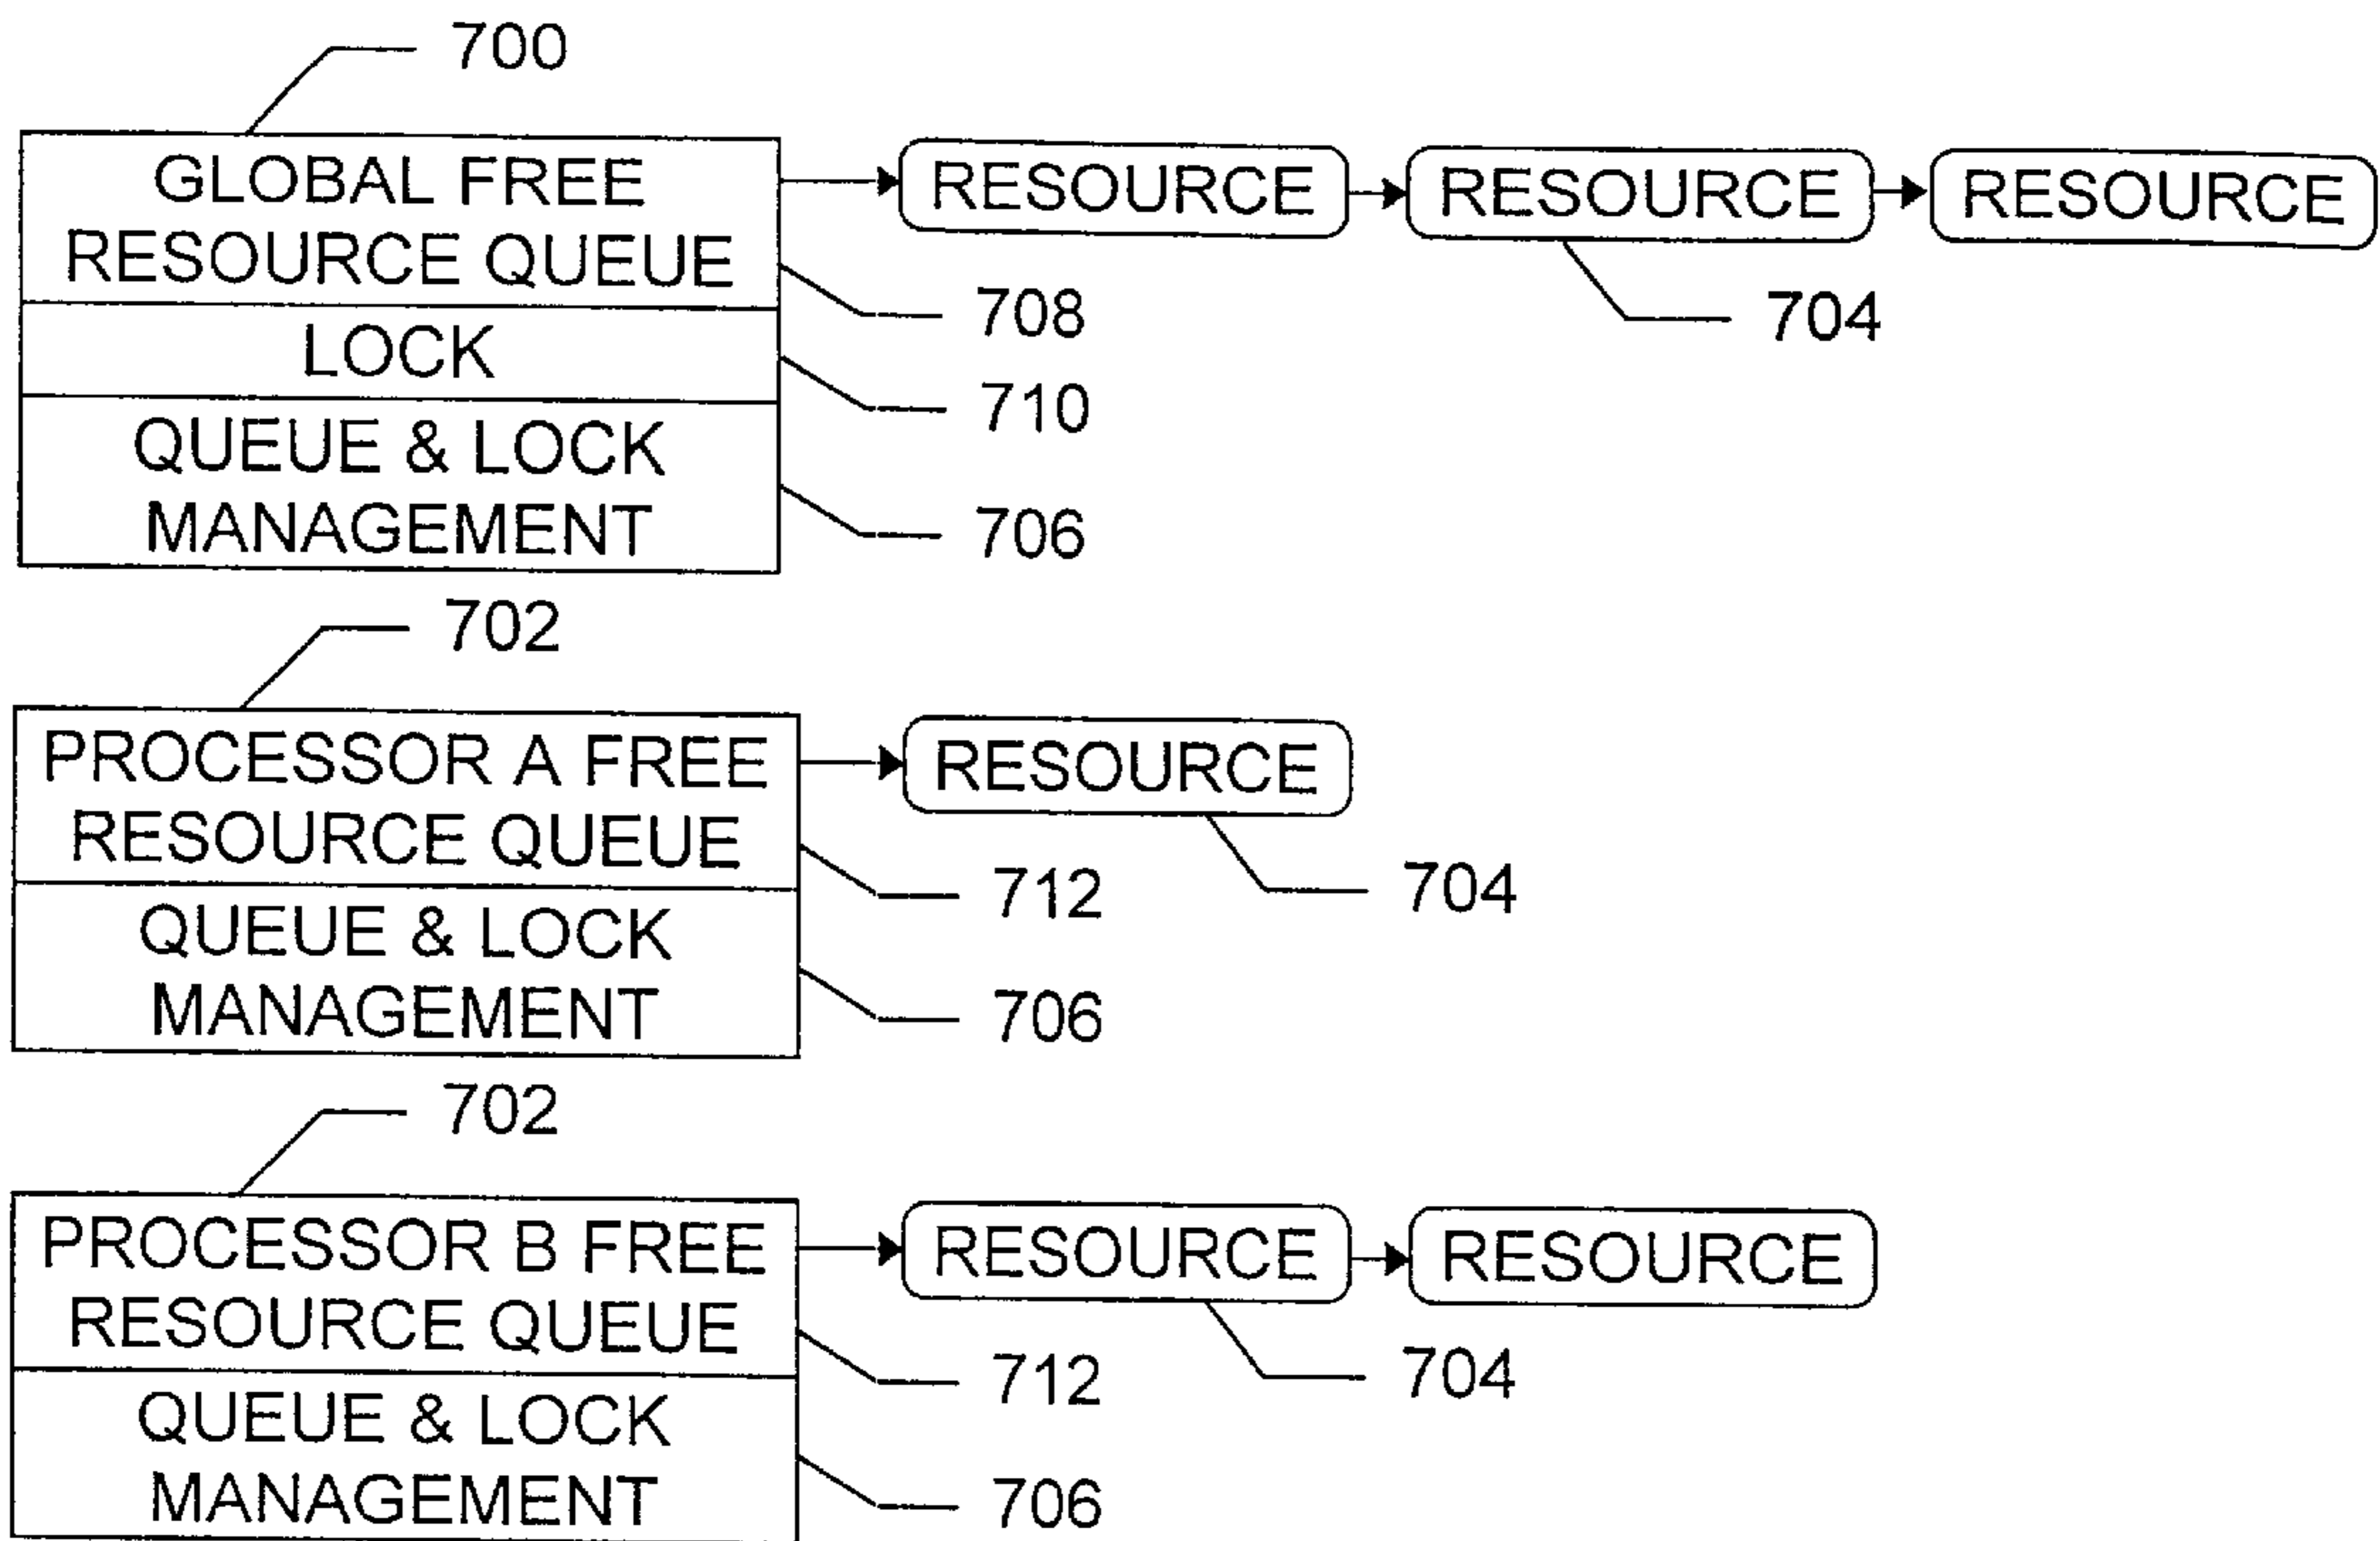 700
GLOBAL FREE
RESOURCE QUEUE
RESOURCE
RESOURCE
RESOURCE
708
704
LOCK
710
QUEUE & LOCK
MANAGEMENT
706
702
PROCESSOR A FREE
RESOURCE QUEUE
RESOURCE
712
704
QUEUE & LOCK
MANAGEMENT
706
702
PROCESSOR B FREE
RESOURCE QUEUE
RESOURCE
RESOURCE
712
704
QUEUE & LOCK
MANAGEMENT
706